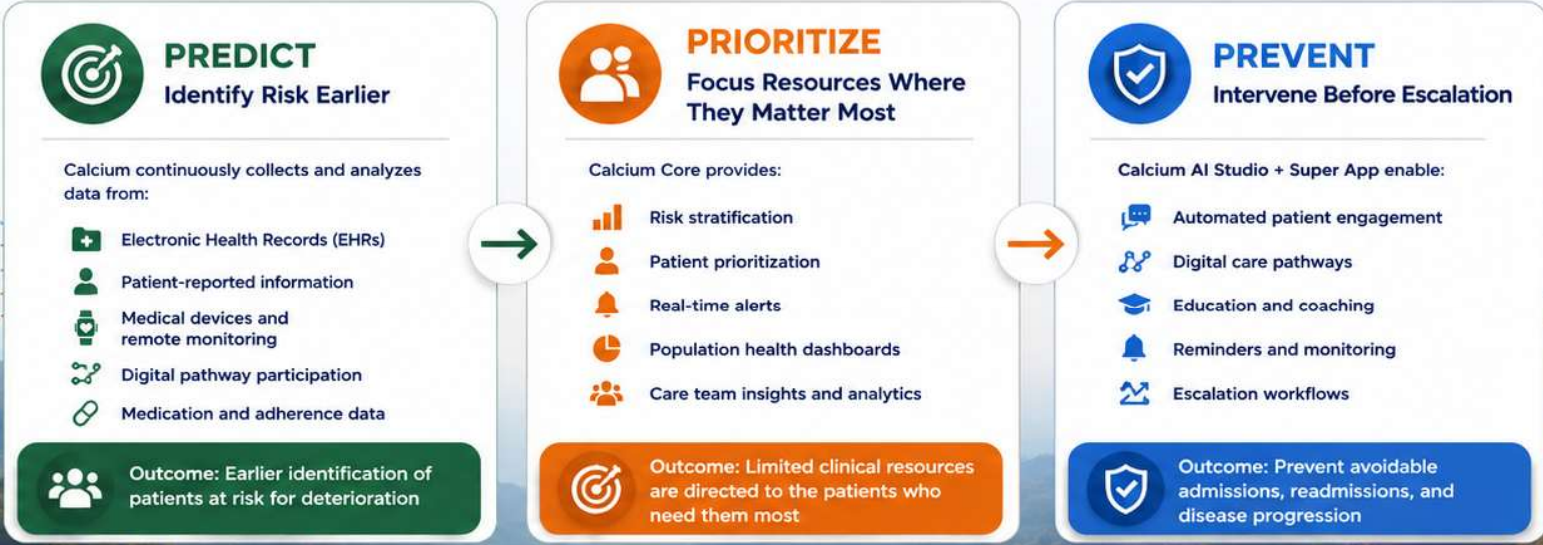 PREDICT
Identify Risk Earlier
Calcium continuously collects and analyzes
data from:
Electronic Health Records (EHRs)
Patient-reported information
Medical devices and
remote monitoring
Digital pathway participation
Medication and adherence data
Outcome: Earlier identification of
patients at risk for deterioration
PRIORITIZE
Focus Resources Where
They Matter Most
Calcium Core provides:
Risk stratification
Patient prioritization
Real-time alerts
Population health dashboards
Care team insights and analytics
Outcome: Limited clinical resources
are directed to the patients who
need them most
PREVENT
Intervene Before Escalation
Calcium AI Studio + Super App enable:
Automated patient engagement
Digital care pathways
Education and coaching
Reminders and monitoring
Escalation workflows
Outcome: Prevent avoidable
admissions, readmissions, and
disease progression